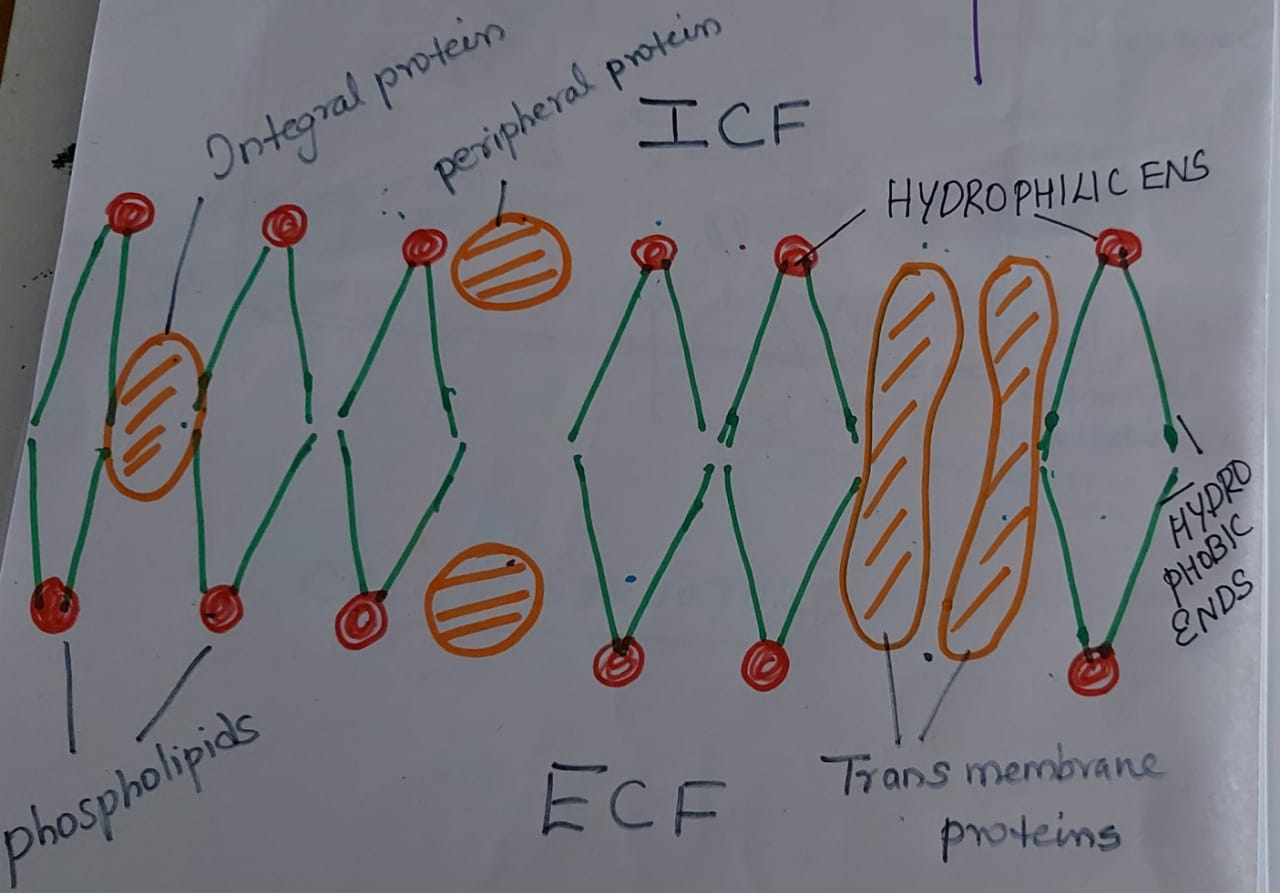 Integral protein
peripheral protein
ICF
HYDROPHILIC ENS
HYDRO
PHOBIC
ENDS
phospholipids
ECF
Trans membrane
proteins